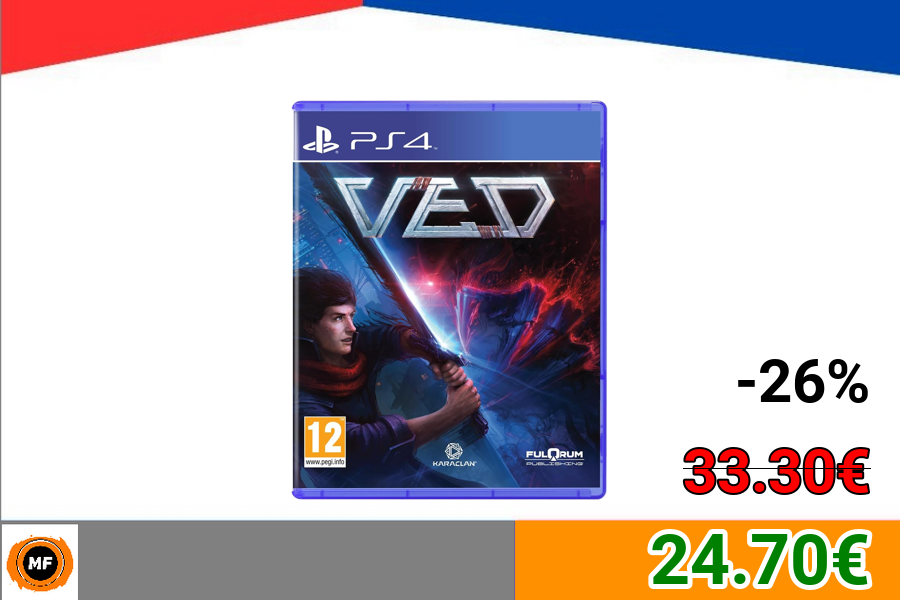 PS4
VED
12
www.pegi.info
KARACLAN
FULQRUM
PUBLISHING
-26%
33.30€
MF
24.70€